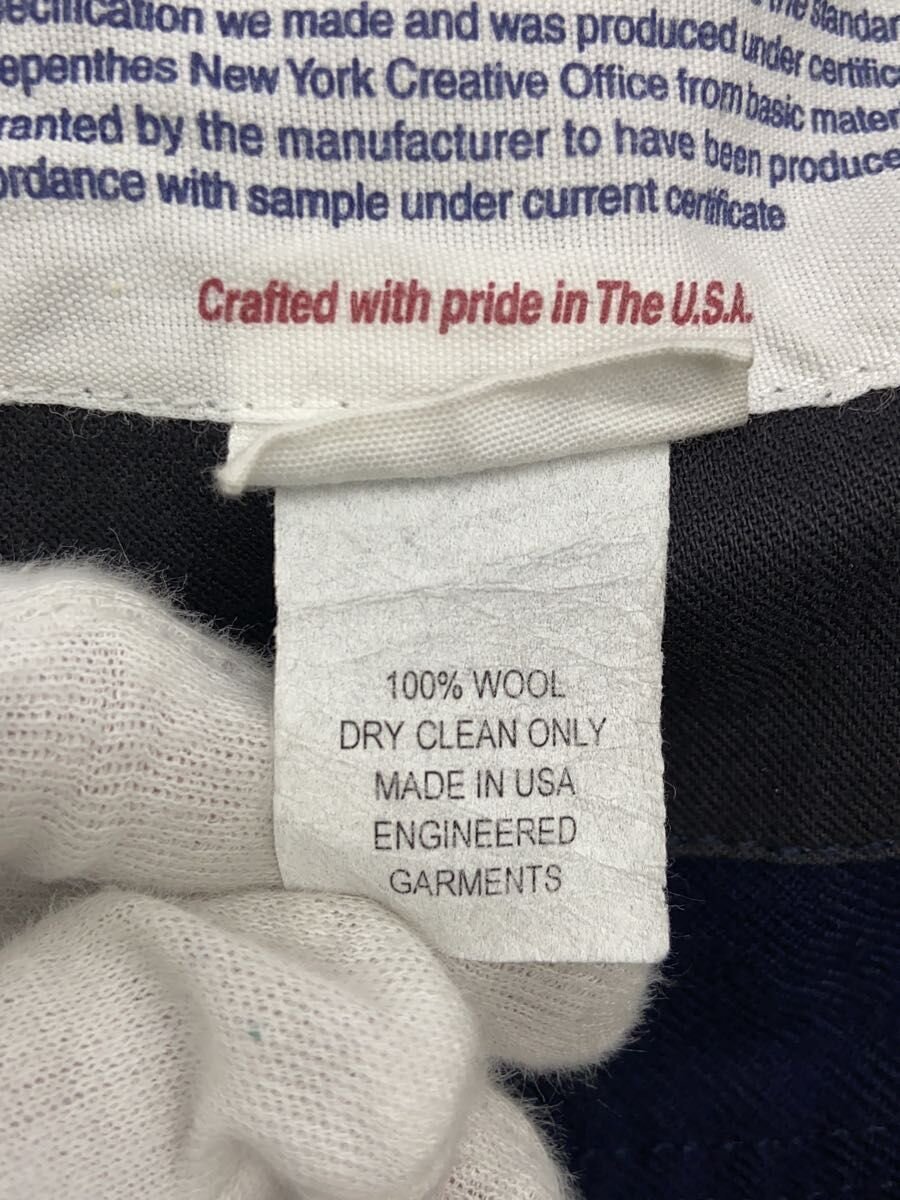 ecification we made and was produced under certific
epenthes New York Creative Office from basic mater
ranted by the manufacturer to have been produce
ordance with sample under current certificate
Crafted with pride in The U.S.A.
100% WOOL
DRY CLEAN ONLY
MADE IN USA
ENGINEERED
GARMENTS